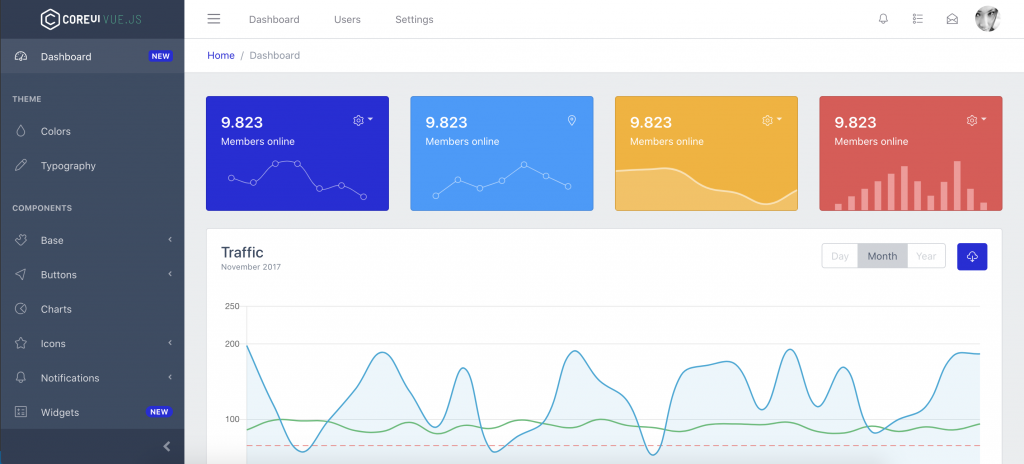 COREUI VUE.JS
Dashboard Users Settings
Dashboard NEW
Home / Dashboard
THEME
Colors
Typography
COMPONENTS
Base
Buttons
Charts
Icons
Notifications
Widgets NEW
9.823
Members online
9.823
Members online
9.823
Members online
9.823
Members online
Traffic
November 2017
Day Month Year
250
200
100